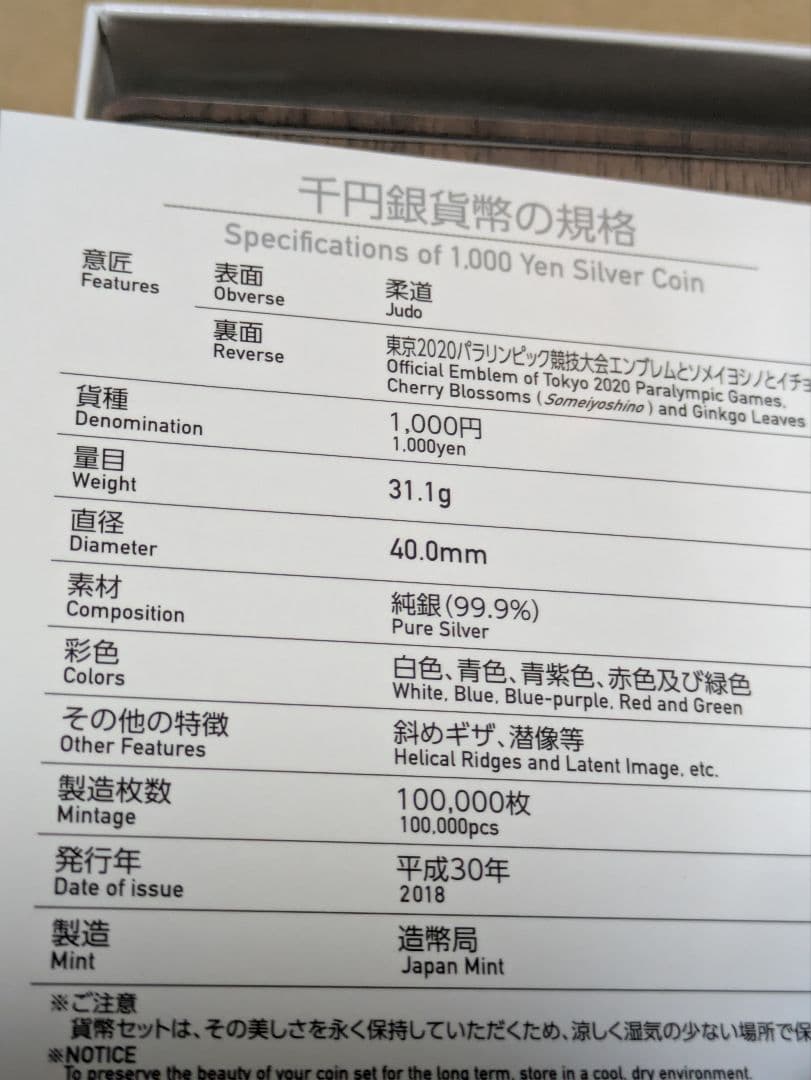 千円銀貨幣の規格
Specifications of 1,000 Yen Silver Coin
意匠
Features
表面
Obverse
柔道
Judo
裏面
Reverse
東京2020パラリンピック競技大会エンブレムとソメイヨシノとイチョ
Official Emblem of Tokyo 2020 Paralympic Games,
Cherry Blossoms (Someiyoshino) and Ginkgo Leaves
貨種
Denomination
1,000円
1,000yen
量目
Weight
31.1g
直径
Diameter
40.0mm
素材
Composition
純銀(99.9%)
Pure Silver
彩色
Colors
白色、青色、青紫色、赤色及び緑色
White, Blue, Blue-purple, Red and Green
その他の特徴
Other Features
斜めギザ、潜像等
Helical Ridges and Latent Image, etc.
製造枚数
Mintage
100,000枚
100,000pcs
発行年
Date of issue
平成30年
2018
製造
Mint
造幣局
Japan Mint
※ご注意
貨幣セットは、その美しさを永く保持していただくため、涼しく湿気の少ない場所で保
※NOTICE
To preserve the beauty of your coin set for the long term, store in a cool, dry environment.